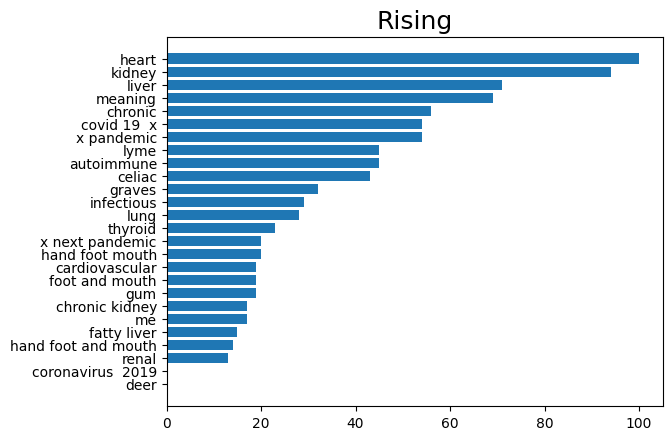 Rising
heart
kidney
liver
meaning
chronic
covid 19  x
x pandemic
lyme
autoimmune
celiac
graves
infectious
lung
thyroid
x next pandemic
hand foot mouth
cardiovascular
foot and mouth
gum
chronic kidney
me
fatty liver
hand foot and mouth
renal
coronavirus  2019
deer
0 20 40 60 80 100